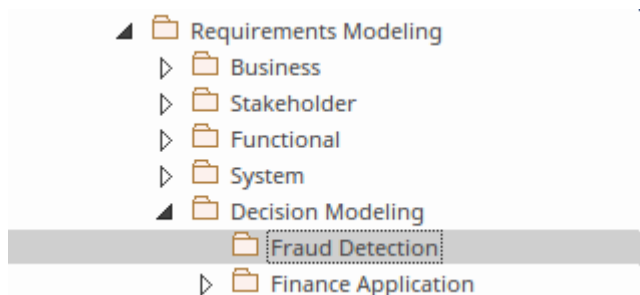 Requirements Modeling
Business
Stakeholder
Functional
System
Decision Modeling
Fraud Detection
Finance Application